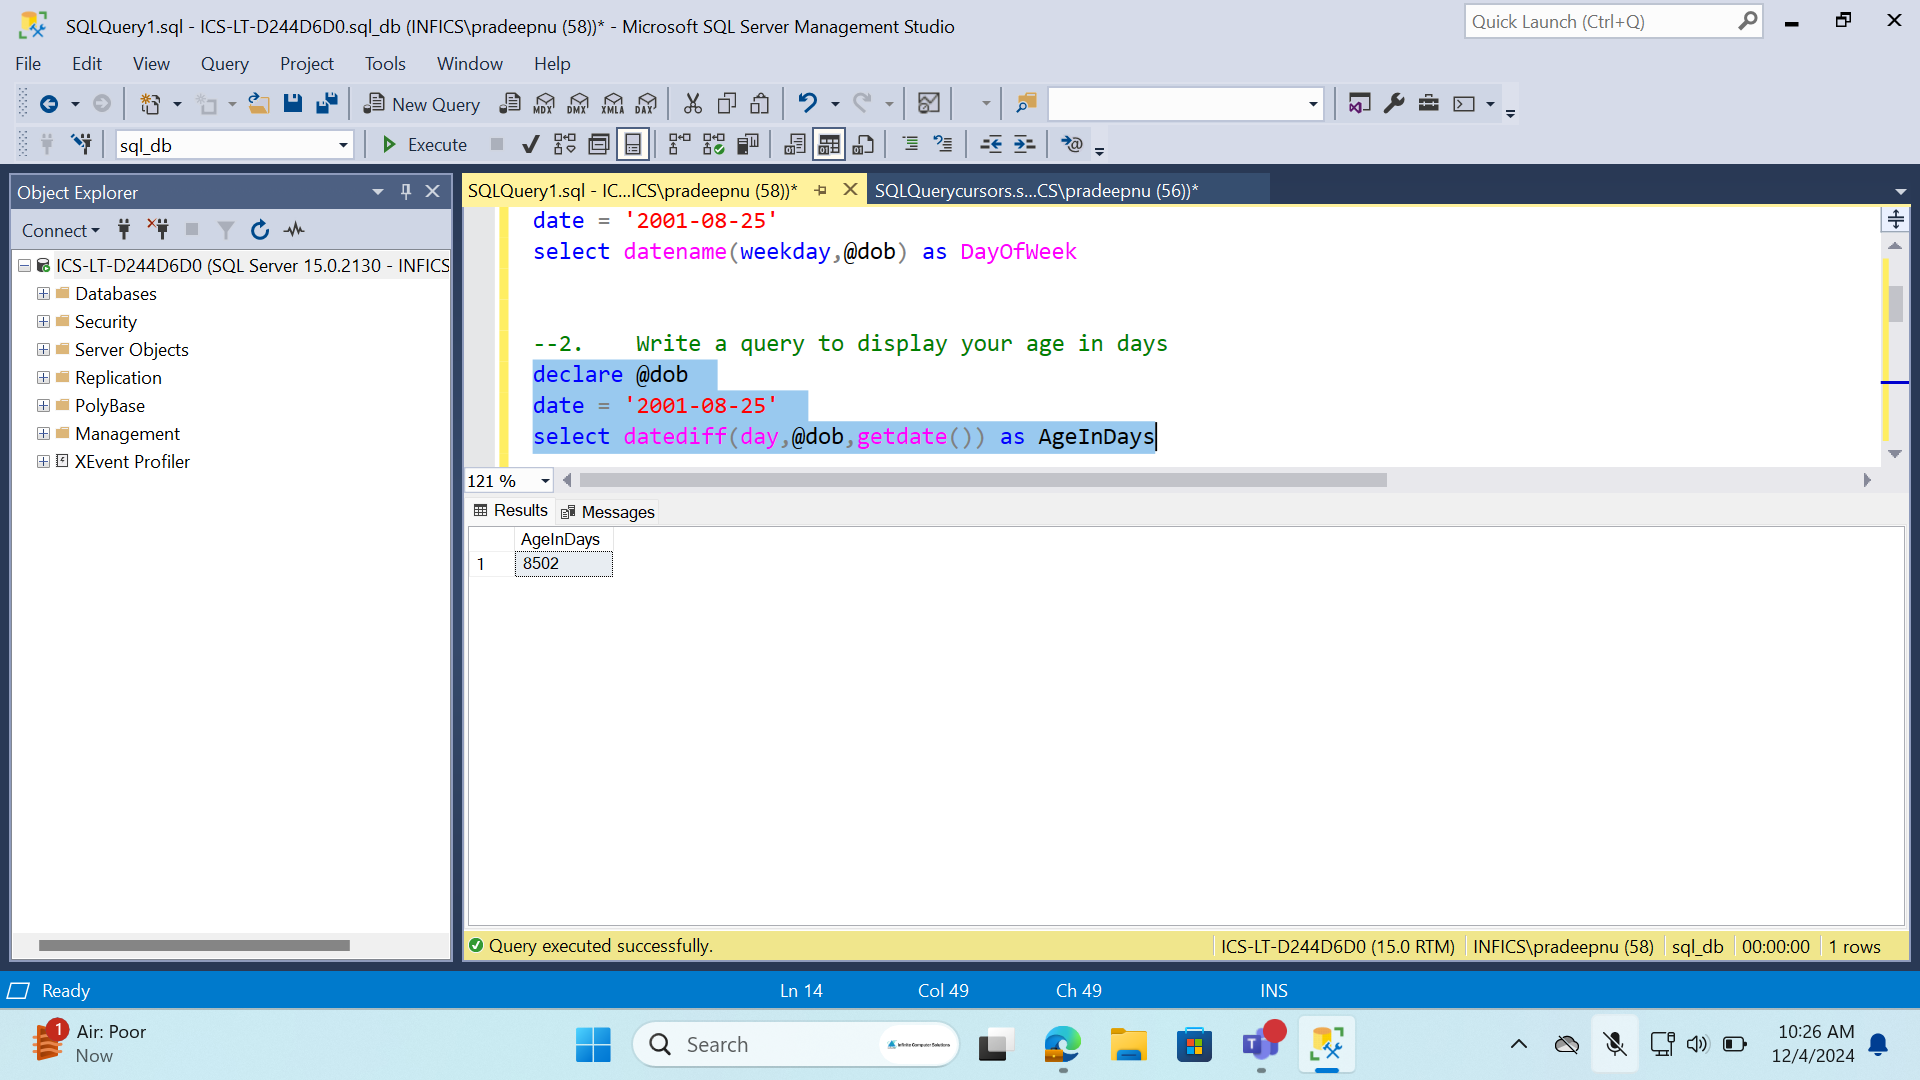 SQLQuery1.sql - ICS-LT-D244D6D0.sql_db (INFICS\pradeepnu (58))* - Microsoft SQL Server Management Studio
Quick Launch (Ctrl+Q)
File Edit View Query Project Tools Window Help
New Query
MDX DMX XMLA DAX
sql_db
Execute
Object Explorer
SQLQuery1.sql - IC...ICS\pradeepnu (58))*
SQLQuerycursors.s...CS\pradeepnu (56))*
Connect
ICS-LT-D244D6D0 (SQL Server 15.0.2130 - INFICS
Databases
Security
Server Objects
Replication
PolyBase
Management
XEvent Profiler
date = '2001-08-25'
select datename(weekday,@dob) as DayOfWeek
--2.    Write a query to display your age in days
declare @dob
date = '2001-08-25'
select datediff(day,@dob,getdate()) as AgeInDays
121 %
Results
Messages
AgeInDays
1 8502
Query executed successfully.
ICS-LT-D244D6D0 (15.0 RTM)
INFICS\pradeepnu (58)
sql_db
00:00:00
1 rows
Ready
Ln 14
Col 49
Ch 49
INS
1
Air: Poor
Now
Search
Infinite Computer Solutions
10:26 AM
12/4/2024